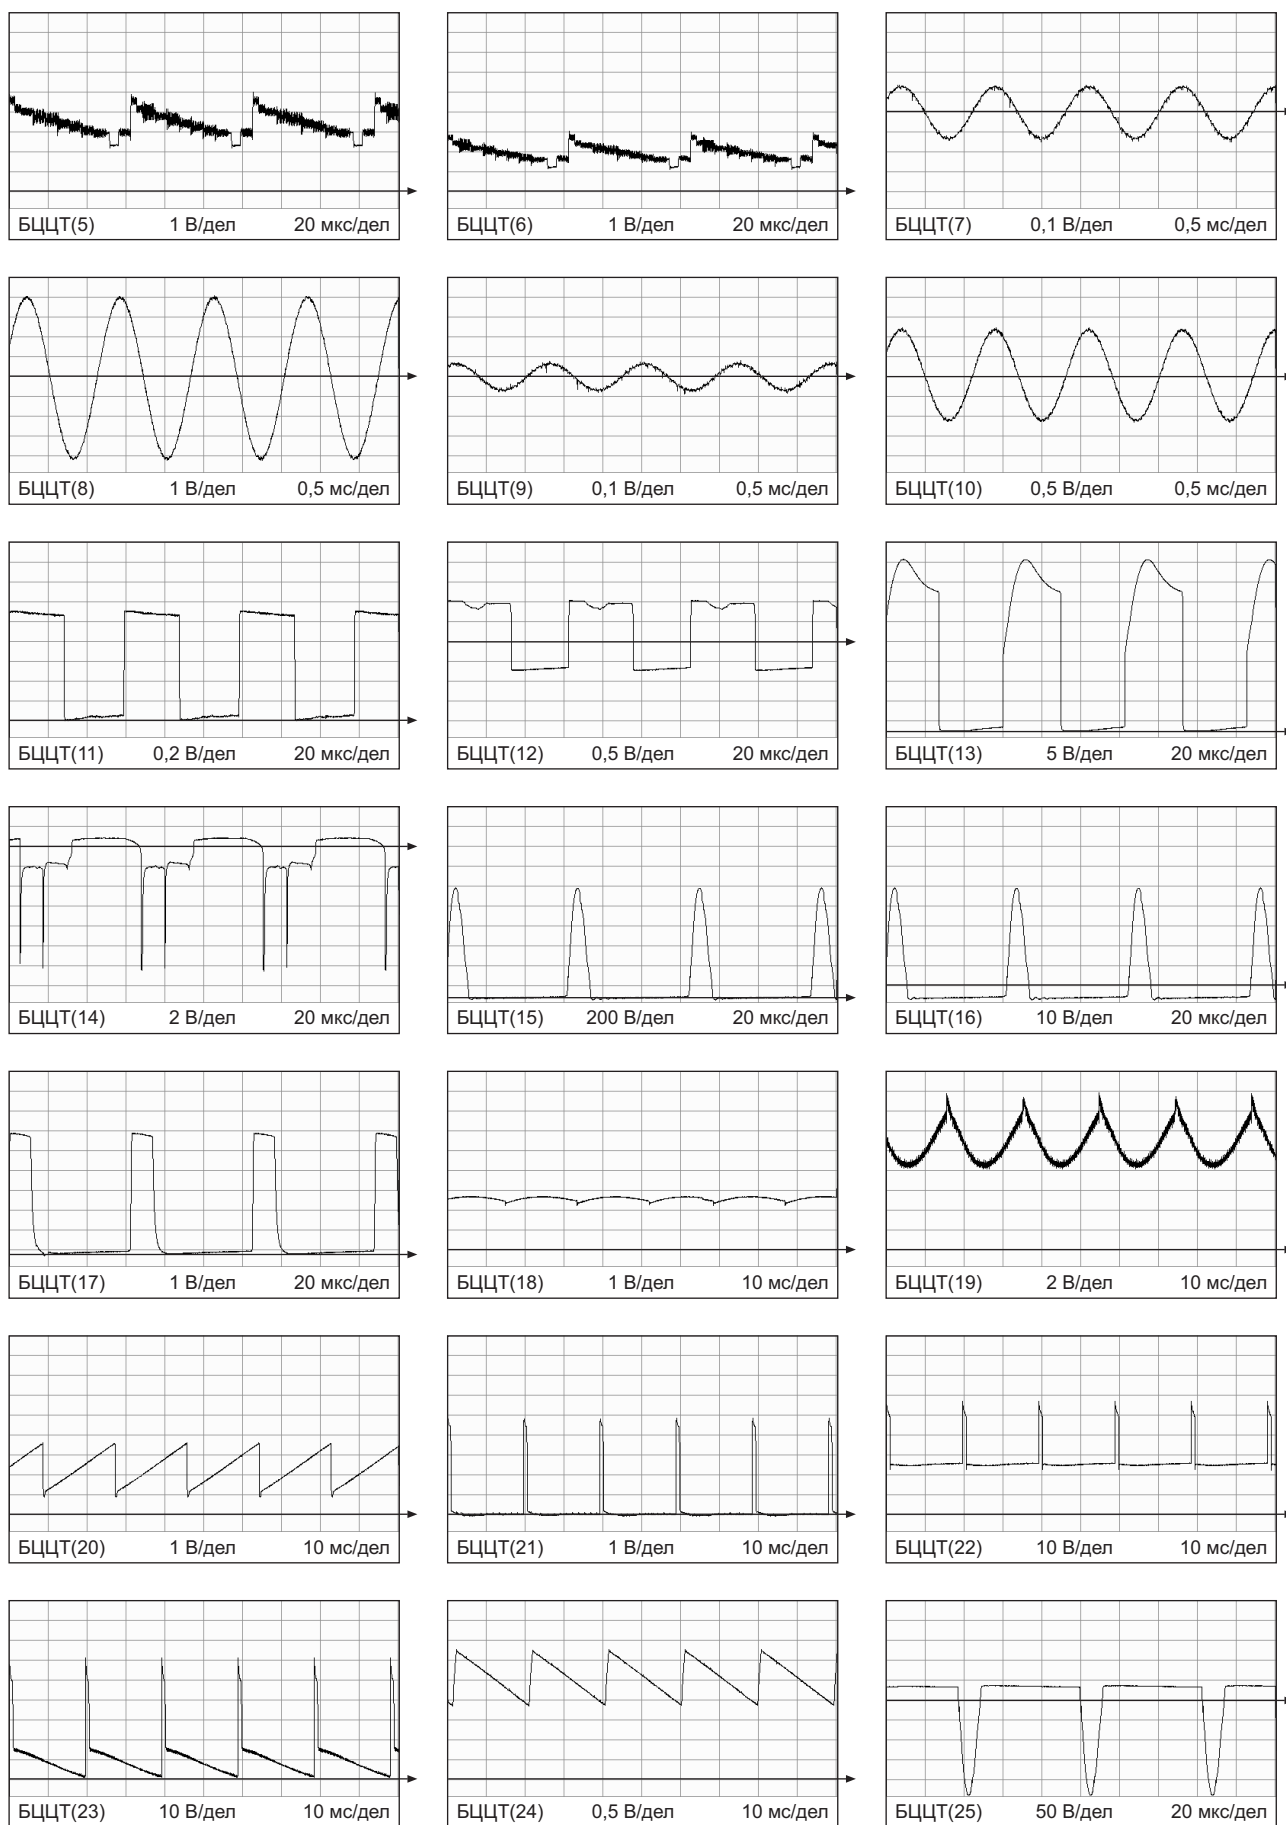 БЦЦТ(5) 1 В/дел 20 мкс/дел
БЦЦТ(6) 1 В/дел 20 мкс/дел
БЦЦТ(7) 0,1 В/дел 0,5 мс/дел
БЦЦТ(8) 1 В/дел 0,5 мс/дел
БЦЦТ(9) 0,1 В/дел 0,5 мс/дел
БЦЦТ(10) 0,5 В/дел 0,5 мс/дел
БЦЦТ(11) 0,2 В/дел 20 мкс/дел
БЦЦТ(12) 0,5 В/дел 20 мкс/дел
БЦЦТ(13) 5 В/дел 20 мкс/дел
БЦЦТ(14) 2 В/дел 20 мкс/дел
БЦЦТ(15) 200 В/дел 20 мкс/дел
БЦЦТ(16) 10 В/дел 20 мкс/дел
БЦЦТ(17) 1 В/дел 20 мкс/дел
БЦЦТ(18) 1 В/дел 10 мс/дел
БЦЦТ(19) 2 В/дел 10 мс/дел
БЦЦТ(20) 1 В/дел 10 мс/дел
БЦЦТ(21) 1 В/дел 10 мс/дел
БЦЦТ(22) 10 В/дел 10 мс/дел
БЦЦТ(23) 10 В/дел 10 мс/дел
БЦЦТ(24) 0,5 В/дел 10 мс/дел
БЦЦТ(25) 50 В/дел 20 мкс/дел